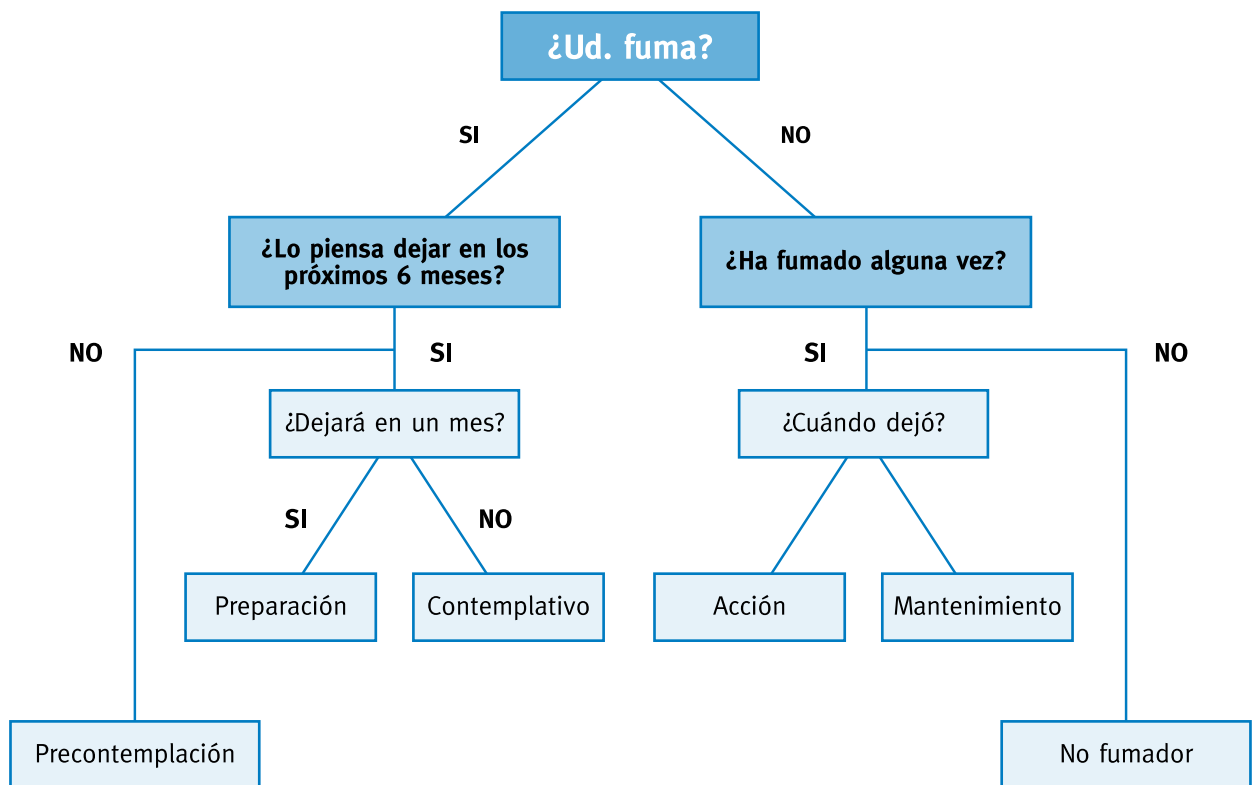 ¿Ud. fuma?
SI
NO
¿Lo piensa dejar en los
próximos 6 meses?
¿Ha fumado alguna vez?
NO
SI
SI
NO
¿Dejará en un mes?
¿Cuándo dejó?
SI
NO
Preparación
Contemplativo
Acción
Mantenimiento
Precontemplación
No fumador